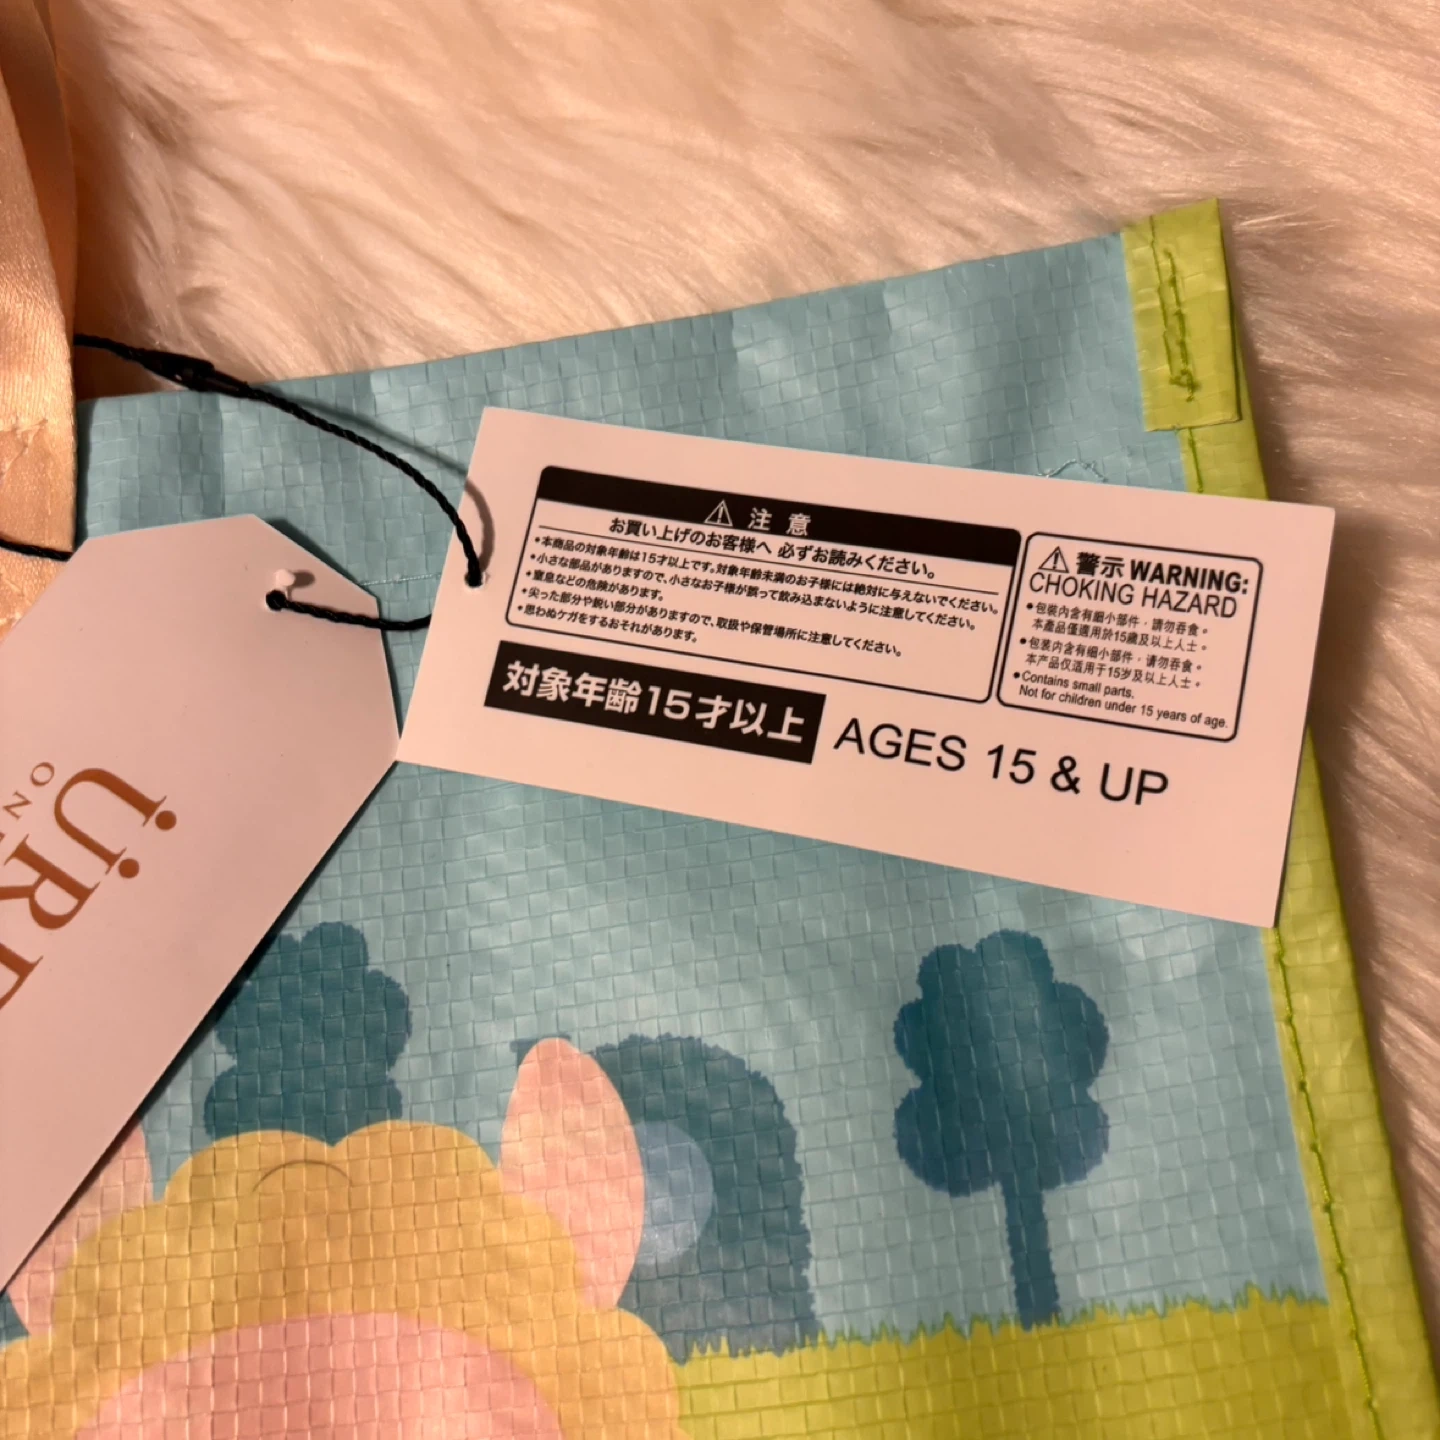 注意
お買い上げのお客様へ 必ずお読みください。
•本商品の対象年齢は15才以上です。対象年齢未満のお子様には絶対に与えないでください。
•小さな部品がありますので、小さなお子様が誤って飲み込まないように注意してください。
•窒息などの危険があります。
•尖った部分や鋭い部分がありますので、取扱や保管場所に注意してください。
•思わぬケガをするおそれがあります。
警示 WARNING:
CHOKING HAZARD
•包裝內含有細小部件，請勿吞食。
本產品僅適用於15歲及以上人士。
•包装内含有细小部件，请勿吞食。
本产品仅适用于15岁及以上人士。
•Contains small parts.
Not for children under 15 years of age.
対象年齢15才以上 AGES 15 & UP